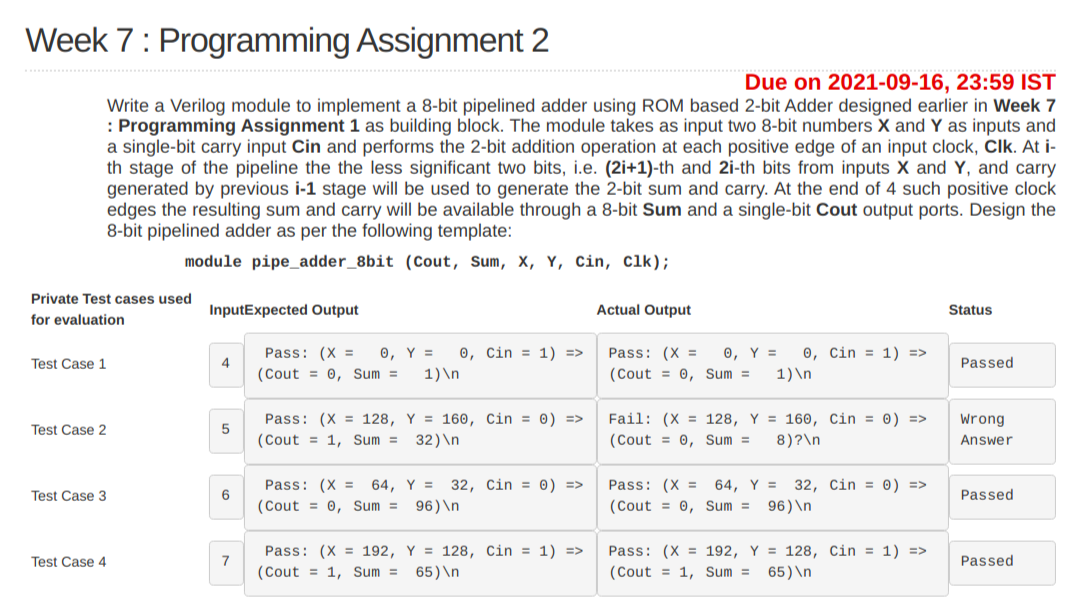 Week 7 : Programming Assignment 2
Due on 2021-09-16, 23:59 IST
Write a Verilog module to implement a 8-bit pipelined adder using ROM based 2-bit Adder designed earlier in Week 7
: Programming Assignment 1 as building block. The module takes as input two 8-bit numbers X and Y as inputs and
a single-bit carry input Cin and performs the 2-bit addition operation at each positive edge of an input clock, Clk. At i-
th stage of the pipeline the the less significant two bits, i.e. (2i+1)-th and 2i-th bits from inputs X and Y, and carry
generated by previous i-1 stage will be used to generate the 2-bit sum and carry. At the end of 4 such positive clock
edges the resulting sum and carry will be available through a 8-bit Sum and a single-bit Cout output ports. Design the
8-bit pipelined adder as per the following template:
module pipe_adder_8bit (Cout, Sum, X, Y, Cin, Clk);
Private Test cases used
for evaluation
Input
Expected Output
Actual Output
Status
Test Case 1
4
Pass: (X =   0, Y =   0, Cin = 1) =>
(Cout = 0, Sum =   1)\n
Pass: (X =   0, Y =   0, Cin = 1) =>
(Cout = 0, Sum =   1)\n
Passed
Test Case 2
5
Pass: (X = 128, Y = 160, Cin = 0) =>
(Cout = 1, Sum =  32)\n
Fail: (X = 128, Y = 160, Cin = 0) =>
(Cout = 0, Sum =   8)?\n
Wrong
Answer
Test Case 3
6
Pass: (X =  64, Y =  32, Cin = 0) =>
(Cout = 0, Sum =  96)\n
Pass: (X =  64, Y =  32, Cin = 0) =>
(Cout = 0, Sum =  96)\n
Passed
Test Case 4
7
Pass: (X = 192, Y = 128, Cin = 1) =>
(Cout = 1, Sum =  65)\n
Pass: (X = 192, Y = 128, Cin = 1) =>
(Cout = 1, Sum =  65)\n
Passed